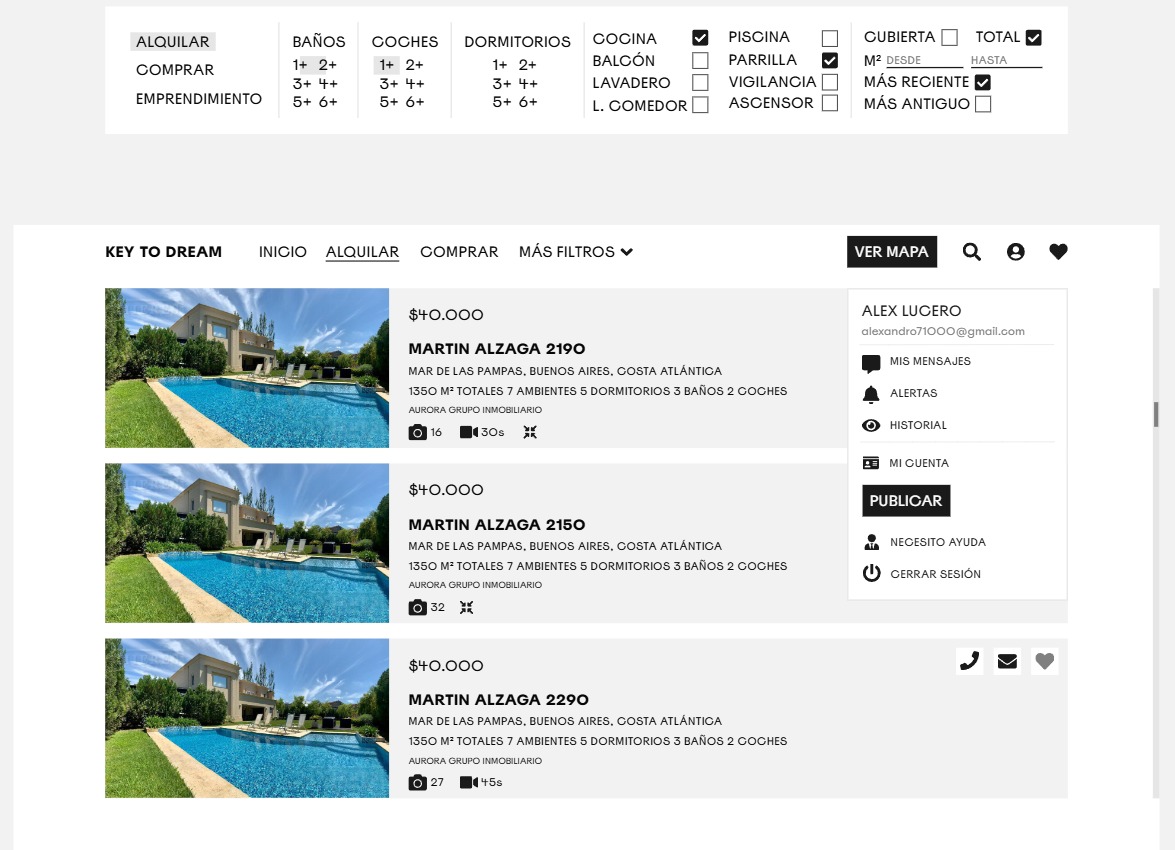 ALQUILAR
COMPRAR
EMPRENDIMIENTO
BAÑOS
1+ 2+
3+ 4+
5+ 6+
COCHES
1+ 2+
3+ 4+
5+ 6+
DORMITORIOS
1+ 2+
3+ 4+
5+ 6+
COCINA
BALCÓN
LAVADERO
L. COMEDOR
PISCINA
PARRILLA
VIGILANCIA
ASCENSOR
CUBIERTA TOTAL
M² DESDE HASTA
MÁS RECIENTE
MÁS ANTIGUO
KEY TO DREAM INICIO ALQUILAR COMPRAR MÁS FILTROS VER MAPA
$40.000
MARTIN ALZAGA 2190
MAR DE LAS PAMPAS, BUENOS AIRES, COSTA ATLÁNTICA
1350 M² TOTALES 7 AMBIENTES 5 DORMITORIOS 3 BAÑOS 2 COCHES
AURORA GRUPO INMOBILIARIO
16 30s
$40.000
MARTIN ALZAGA 2150
MAR DE LAS PAMPAS, BUENOS AIRES, COSTA ATLÁNTICA
1350 M² TOTALES 7 AMBIENTES 5 DORMITORIOS 3 BAÑOS 2 COCHES
AURORA GRUPO INMOBILIARIO
32
$40.000
MARTIN ALZAGA 2290
MAR DE LAS PAMPAS, BUENOS AIRES, COSTA ATLÁNTICA
1350 M² TOTALES 7 AMBIENTES 5 DORMITORIOS 3 BAÑOS 2 COCHES
AURORA GRUPO INMOBILIARIO
27 45s
ALEX LUCERO
alexandro71000@gmail.com
MIS MENSAJES
ALERTAS
HISTORIAL
MI CUENTA
PUBLICAR
NECESITO AYUDA
CERRAR SESIÓN